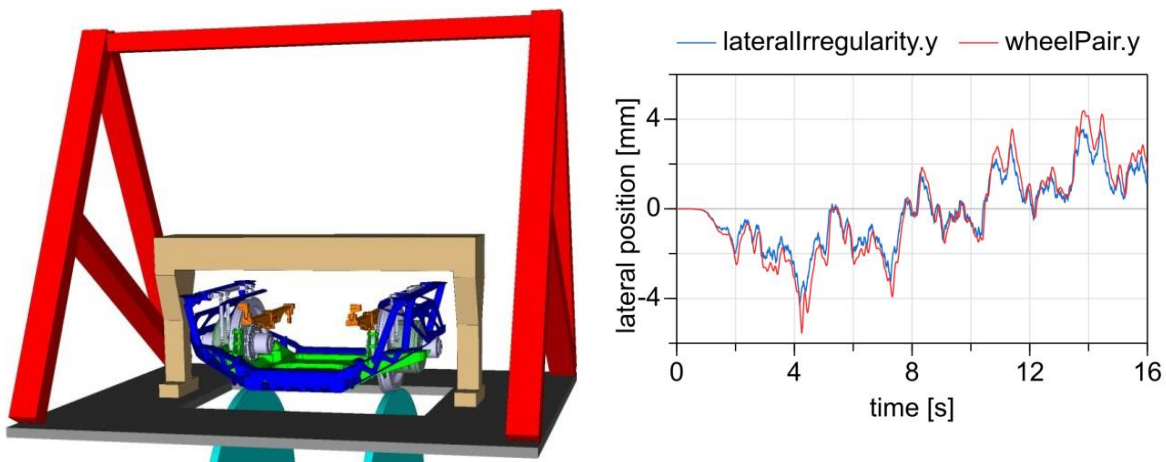 lateralIrregularity.y wheelPair.y
lateral position [mm]
4
0
-4
0 4 8 12 16
time [s]